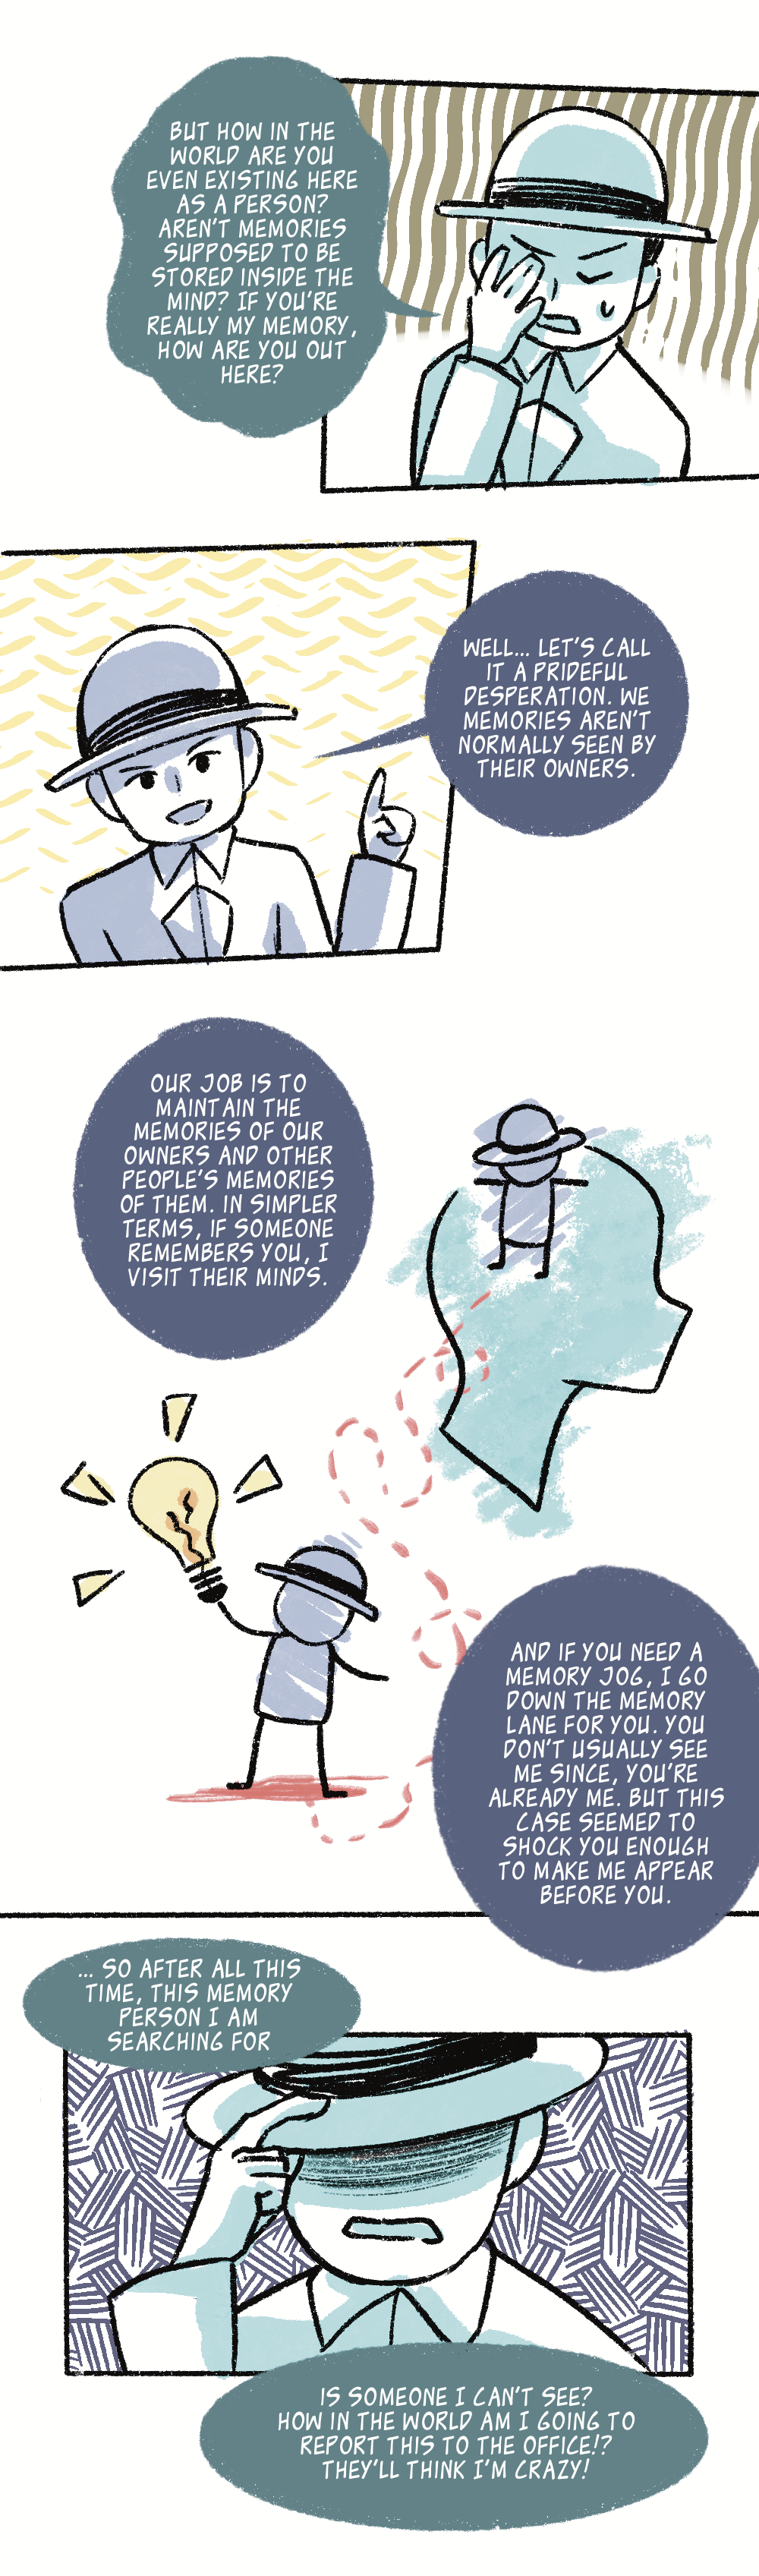 BUT HOW IN THE
WORLD ARE YOU
EVEN EXISTING HERE
AS A PERSON?
AREN'T MEMORIES
SUPPOSED TO BE
STORED INSIDE THE
MIND? IF YOU'RE
REALLY MY MEMORY,
HOW ARE YOU OUT
HERE?
WELL... LET'S CALL
IT A PRIDEFUL
DESPERATION. WE
MEMORIES AREN'T
NORMALLY SEEN BY
THEIR OWNERS.
OUR JOB IS TO
MAINTAIN THE
MEMORIES OF OUR
OWNERS AND OTHER
PEOPLE'S MEMORIES
OF THEM. IN SIMPLER
TERMS, IF SOMEONE
REMEMBERS YOU, I
VISIT THEIR MINDS.
AND IF YOU NEED A
MEMORY JOG, I GO
DOWN THE MEMORY
LANE FOR YOU. YOU
DON'T USUALLY SEE
ME SINCE, YOU'RE
ALREADY ME. BUT THIS
CASE SEEMED TO
SHOCK YOU ENOUGH
TO MAKE ME APPEAR
BEFORE YOU.
... SO AFTER ALL THIS
TIME, THIS MEMORY
PERSON I AM
SEARCHING FOR
IS SOMEONE I CAN'T SEE?
HOW IN THE WORLD AM I GOING TO
REPORT THIS TO THE OFFICE!?
THEY'LL THINK I'M CRAZY!